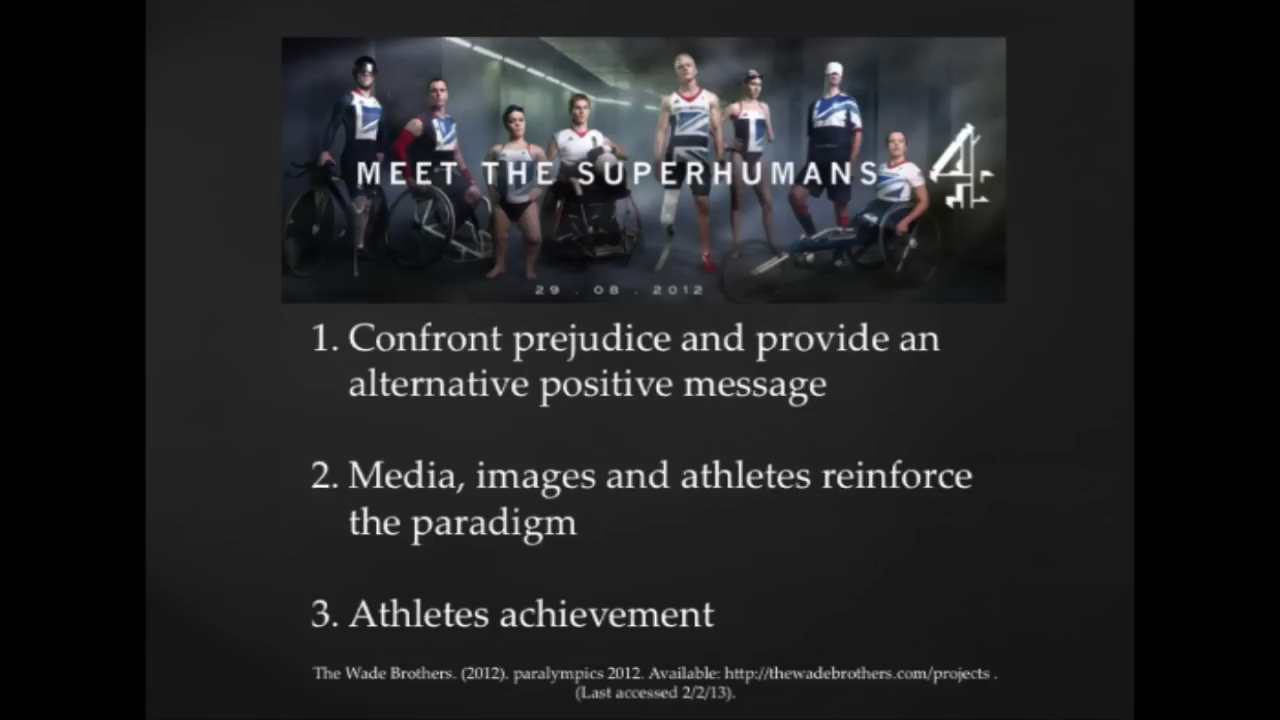 MEET THE SUPERHUMANS
4
29 . 08 . 2012
1. Confront prejudice and provide an
alternative positive message
2. Media, images and athletes reinforce
the paradigm
3. Athletes achievement
The Wade Brothers. (2012). paralympics 2012. Available: http://thewadebrothers.com/projects .
(Last accessed 2/2/13).